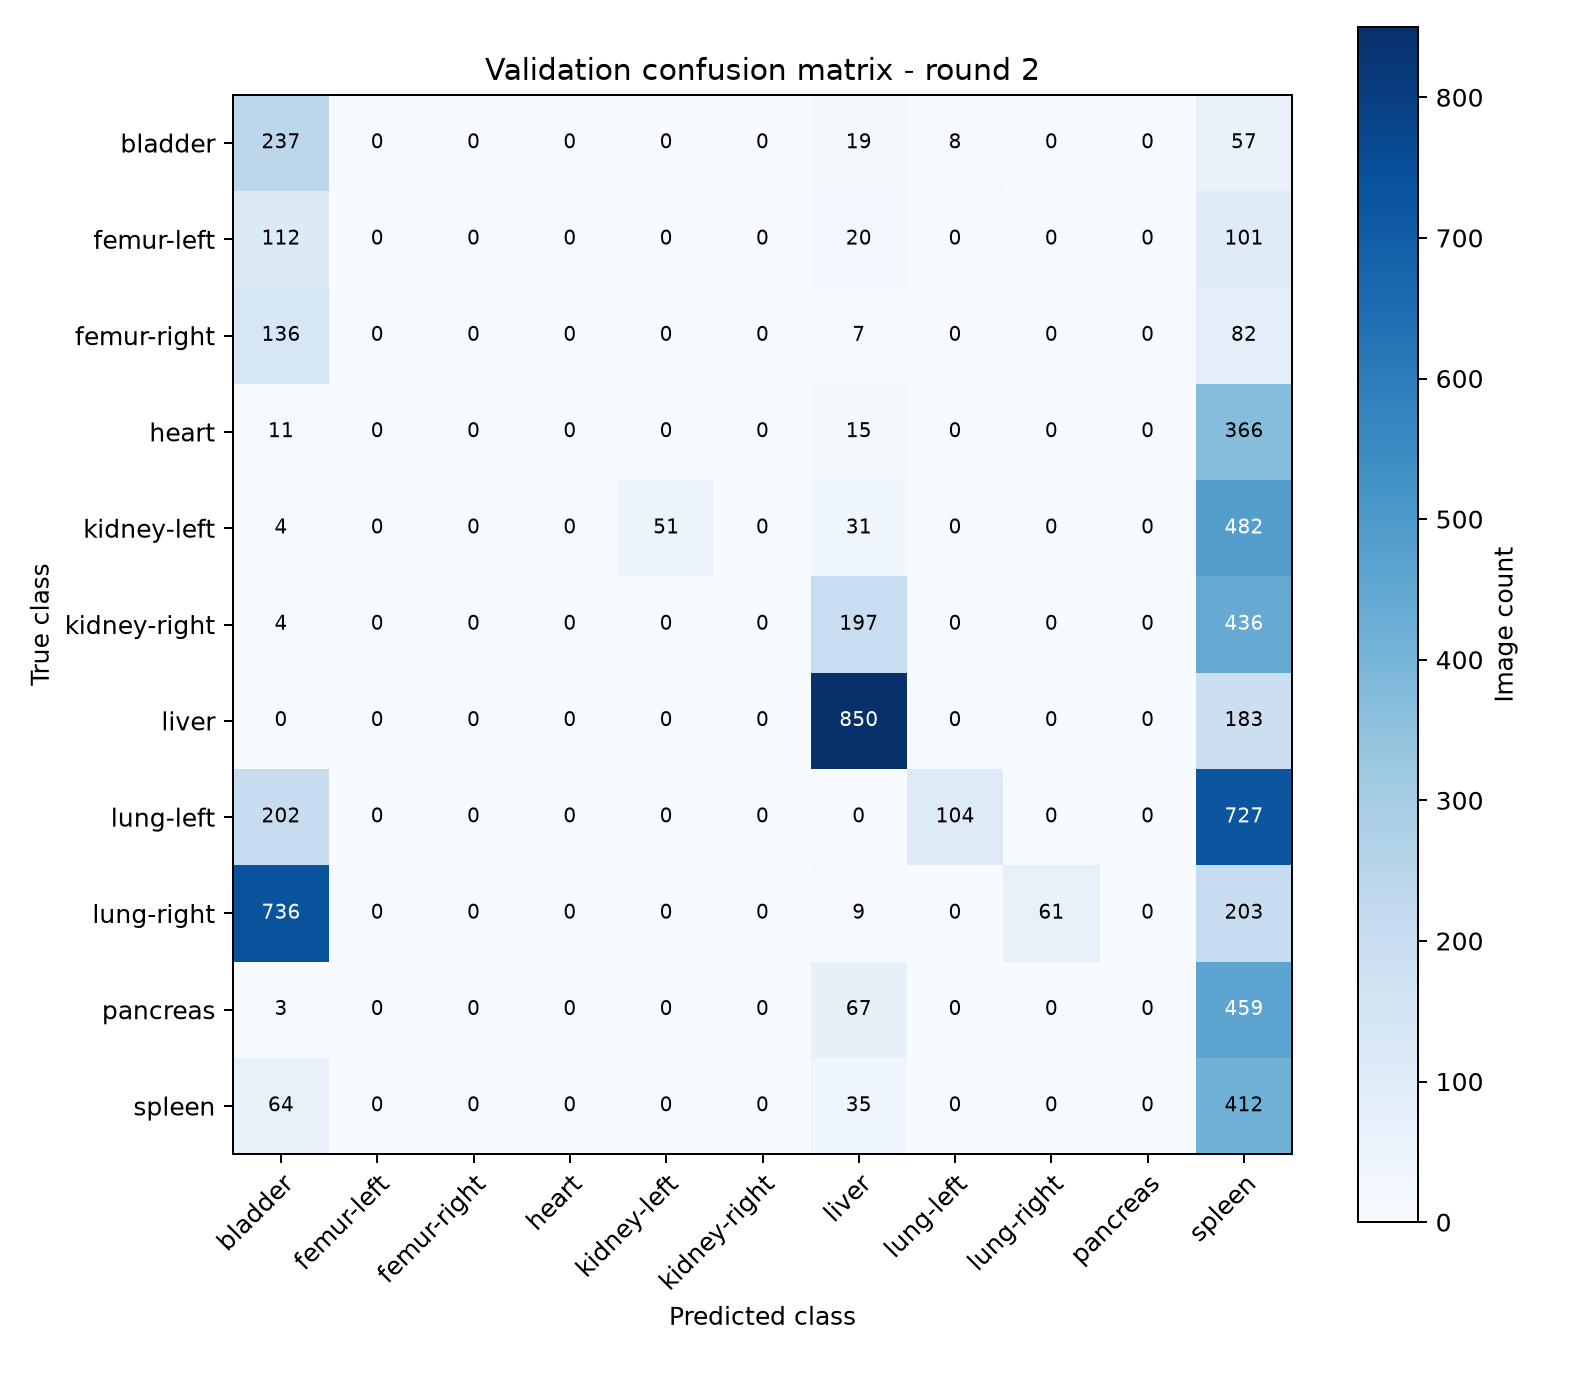 Validation confusion matrix - round 2
bladder 237 0 0 0 0 0 19 8 0 0 57
femur-left 112 0 0 0 0 0 20 0 0 0 101
femur-right 136 0 0 0 0 0 7 0 0 0 82
heart 11 0 0 0 0 0 15 0 0 0 366
kidney-left 4 0 0 0 51 0 31 0 0 0 482
kidney-right 4 0 0 0 0 0 197 0 0 0 436
liver 0 0 0 0 0 0 850 0 0 0 183
lung-left 202 0 0 0 0 0 0 104 0 0 727
lung-right 736 0 0 0 0 0 9 0 61 0 203
pancreas 3 0 0 0 0 0 67 0 0 0 459
spleen 64 0 0 0 0 0 35 0 0 0 412
True class
bladder femur-left femur-right heart kidney-left kidney-right liver lung-left lung-right pancreas spleen
Predicted class
800
700
600
500
400
300
200
100
0
Image count